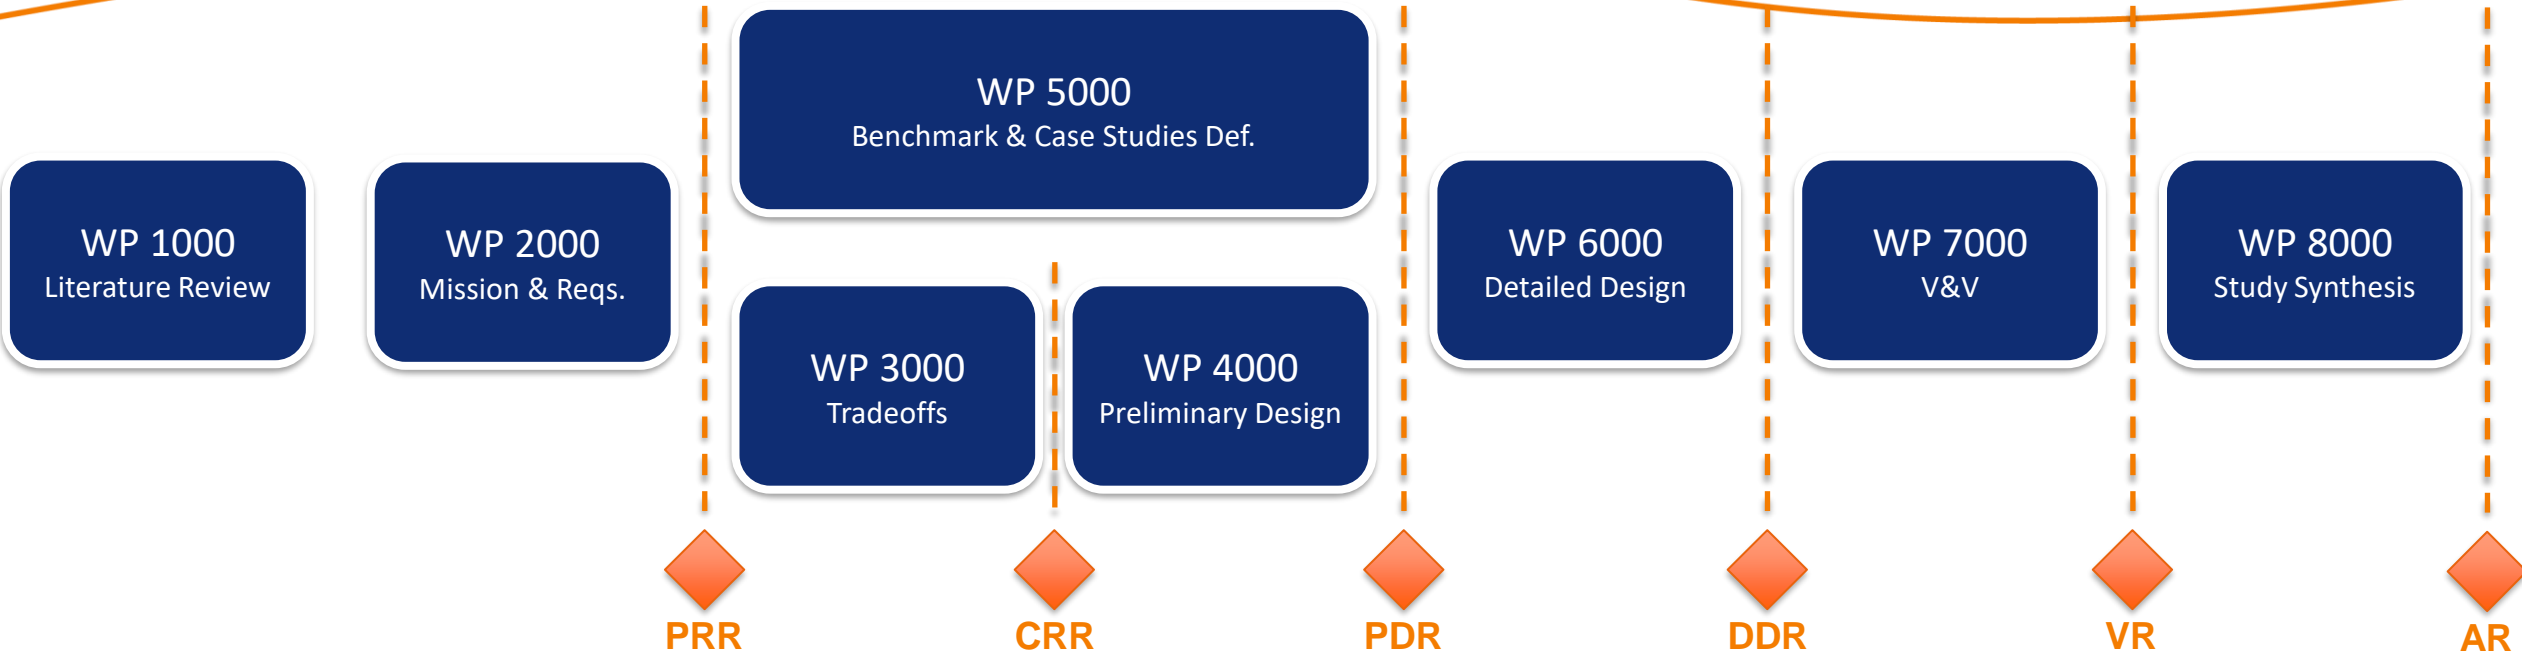 WP 1000
Literature Review
WP 2000
Mission & Reqs.
WP 5000
Benchmark & Case Studies Def.
WP 3000
Tradeoffs
WP 4000
Preliminary Design
WP 6000
Detailed Design
WP 7000
V&V
WP 8000
Study Synthesis
PRR
CRR
PDR
DDR
VR
AR